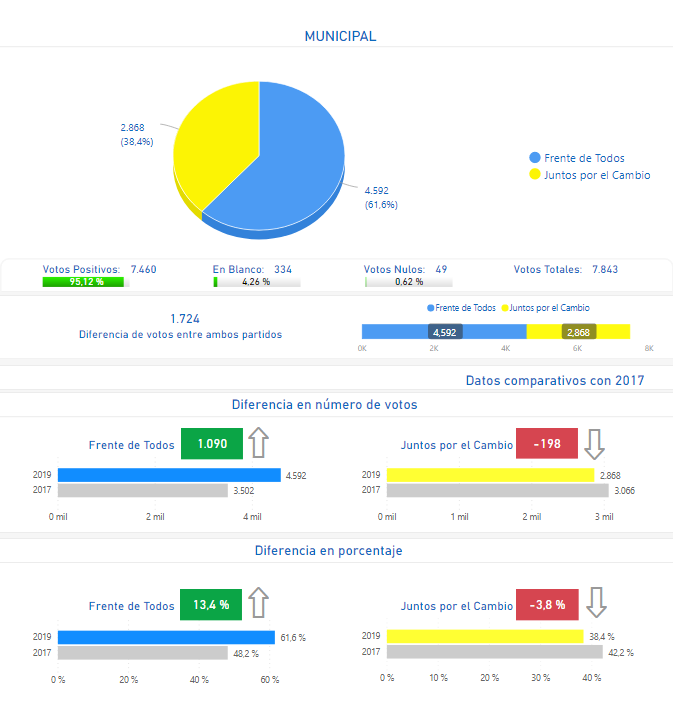 MUNICIPAL
2.868
(38,4%)
4.592
(61,6%)
Frente de Todos
Juntos por el Cambio
Votos Positivos: 7.460
95,12 %
En Blanco: 334
4,26 %
Votos Nulos: 49
0,62 %
Votos Totales: 7.843
1.724
Diferencia de votos entre ambos partidos
Frente de Todos Juntos por el Cambio
4,592 2,868
0K 2K 4K 6K 8K
Datos comparativos con 2017
Diferencia en número de votos
Frente de Todos 1.090
2019 4.592
2017 3.502
0 mil 2 mil 4 mil
Juntos por el Cambio -198
2019 2.868
2017 3.066
0 mil 1 mil 2 mil 3 mil
Diferencia en porcentaje
Frente de Todos 13,4 %
2019 61,6 %
2017 48,2 %
0 % 20 % 40 % 60 %
Juntos por el Cambio -3,8 %
2019 38,4 %
2017 42,2 %
0 % 10 % 20 % 30 % 40 %